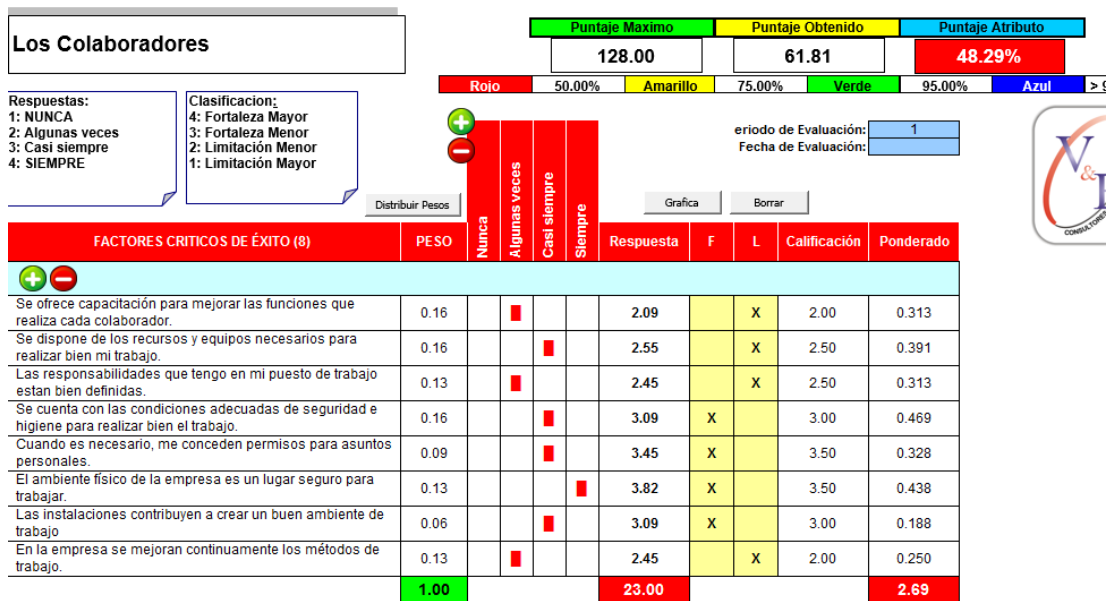 Los Colaboradores
Puntaje Maximo Puntaje Obtenido Puntaje Atributo
128.00 61.81 48.29%
Rojo 50.00% Amarillo 75.00% Verde 95.00% Azul >
Respuestas:
1: NUNCA
2: Algunas veces
3: Casi siempre
4: SIEMPRE
Clasificacion:
4: Fortaleza Mayor
3: Fortaleza Menor
2: Limitación Menor
1: Limitación Mayor
eriodo de Evaluación: 1
Fecha de Evaluación:
V&
CONSULTORE
Distribuir Pesos
Grafica
Borrar
FACTORES CRITICOS DE ÉXITO (8) PESO Nunca Algunas veces Casi siempre Siempre Respuesta F L Calificación Ponderado
Se ofrece capacitación para mejorar las funciones que
realiza cada colaborador. 0.16 2.09 X 2.00 0.313
Se dispone de los recursos y equipos necesarios para
realizar bien mi trabajo. 0.16 2.55 X 2.50 0.391
Las responsabilidades que tengo en mi puesto de trabajo
estan bien definidas. 0.13 2.45 X 2.50 0.313
Se cuenta con las condiciones adecuadas de seguridad e
higiene para realizar bien el trabajo. 0.16 3.09 X 3.00 0.469
Cuando es necesario, me conceden permisos para asuntos
personales. 0.09 3.45 X 3.50 0.328
El ambiente físico de la empresa es un lugar seguro para
trabajar. 0.13 3.82 X 3.50 0.438
Las instalaciones contribuyen a crear un buen ambiente de
trabajo 0.06 3.09 X 3.00 0.188
En la empresa se mejoran continuamente los métodos de
trabajo. 0.13 2.45 X 2.00 0.250
1.00 23.00 2.69